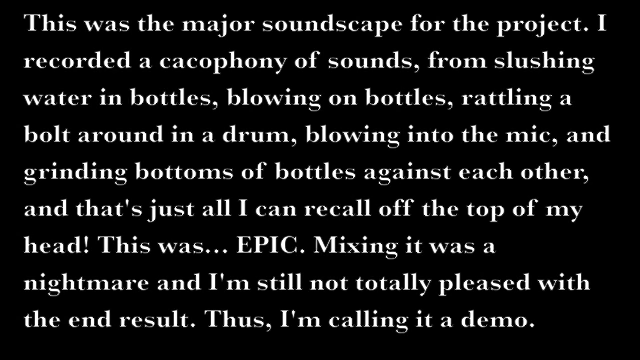 This was the major soundscape for the project. I
recorded a cacophony of sounds, from slushing
water in bottles, blowing on bottles, rattling a
bolt around in a drum, blowing into the mic, and
grinding bottoms of bottles against each other,
and that's just all I can recall off the top of my
head! This was... EPIC. Mixing it was a
nightmare and I'm still not totally pleased with
the end result. Thus, I'm calling it a demo.